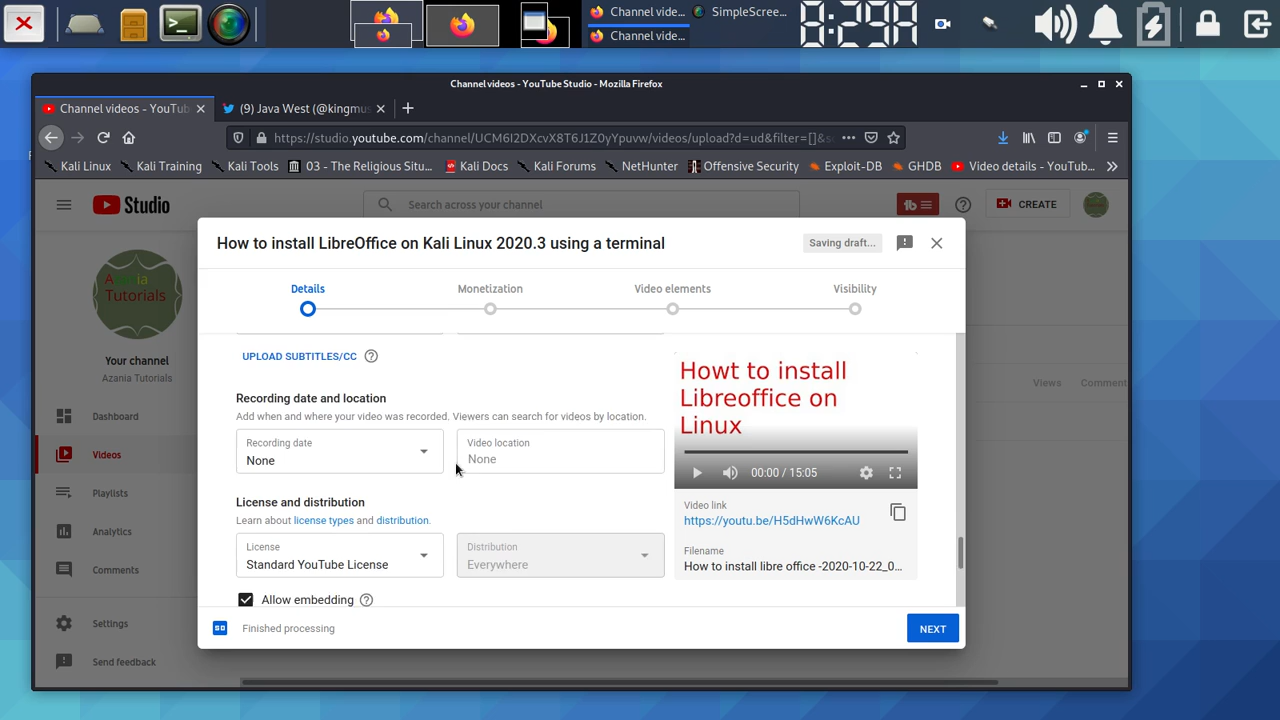 Channel vide...
SimpleScree...
Channel vide...
8:29A
Channel videos - YouTube Studio - Mozilla Firefox
Channel videos - YouTub
(9) Java West (@kingmus
https://studio.youtube.com/channel/UCM6I2DXcvX8T6J1Z0yYpuvw/videos/upload?d=ud&filter=[]&s
Kali Linux
Kali Training
Kali Tools
03 - The Religious Situ...
Kali Docs
Kali Forums
NetHunter
Offensive Security
Exploit-DB
GHDB
Video details - YouTub...
Studio
Search across your channel
CREATE
Azania
Tutorials
Your channel
Azania Tutorials
Dashboard
Videos
Playlists
Analytics
Comments
Settings
Send feedback
Views
Comment
How to install LibreOffice on Kali Linux 2020.3 using a terminal
Saving draft...
Details
Monetization
Video elements
Visibility
UPLOAD SUBTITLES/CC
Recording date and location
Add when and where your video was recorded. Viewers can search for videos by location.
Recording date
None
Video location
None
License and distribution
Learn about license types and distribution.
License
Standard YouTube License
Distribution
Everywhere
Allow embedding
Howt to install
Libreoffice on
Linux
00:00 / 15:05
Video link
https://youtu.be/H5dHwW6KcAU
Filename
How to install libre office -2020-10-22_0...
Finished processing
NEXT